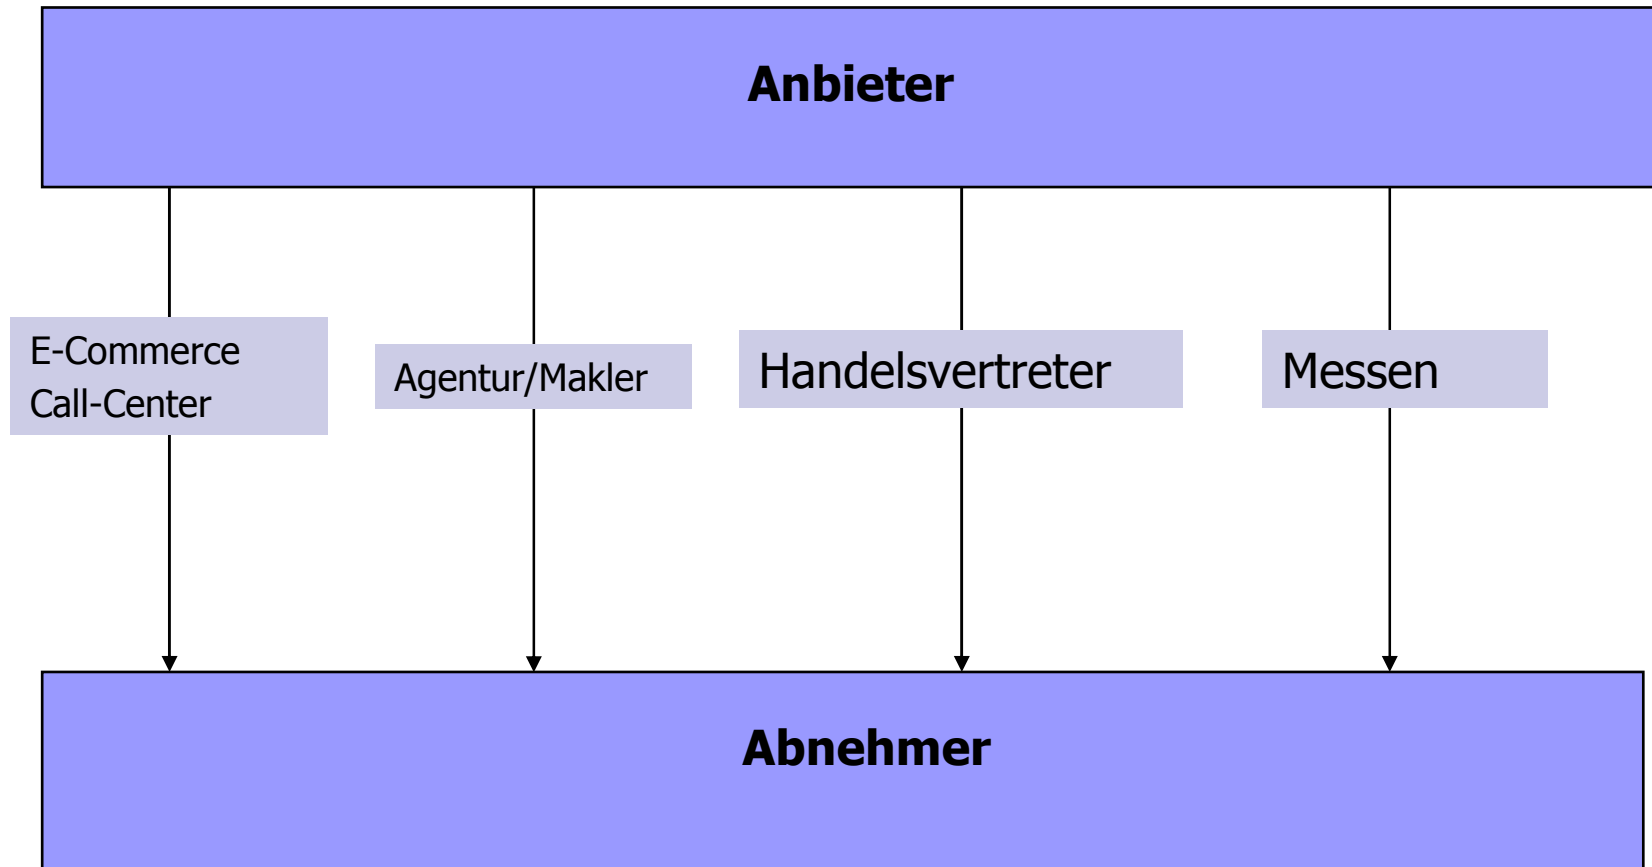 Anbieter
E-Commerce
Call-Center
Agentur/Makler
Handelsvertreter
Messen
Abnehmer